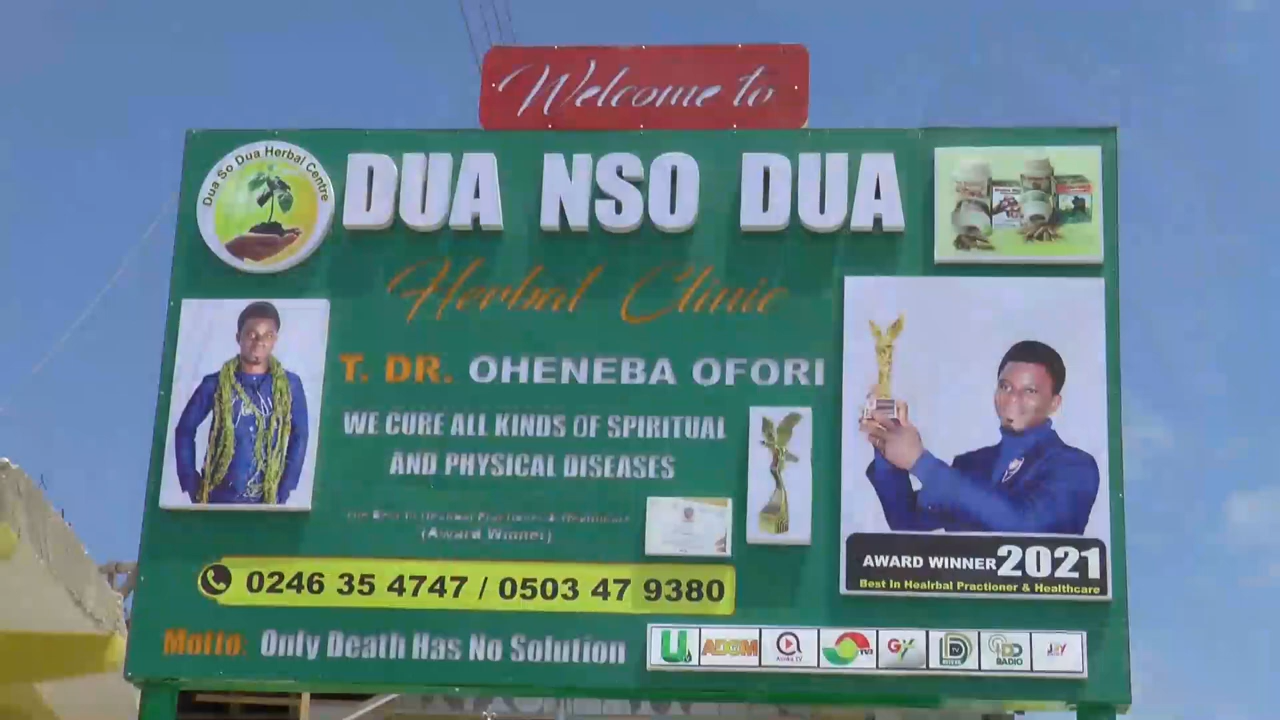 Welcome to
Dua So Dua Herbal Centre
DUA NSO DUA
Herbal Clinic
T. DR. OHENEBA OFORI
WE CURE ALL KINDS OF SPIRITUAL
AND PHYSICAL DISEASES
(Award Winner)
0246 35 4747 / 0503 47 9380
AWARD WINNER 2021
Best In Healrbal Practioner & Healthcare
Motto: Only Death Has No Solution
U ADOM TV3 G
RADIO